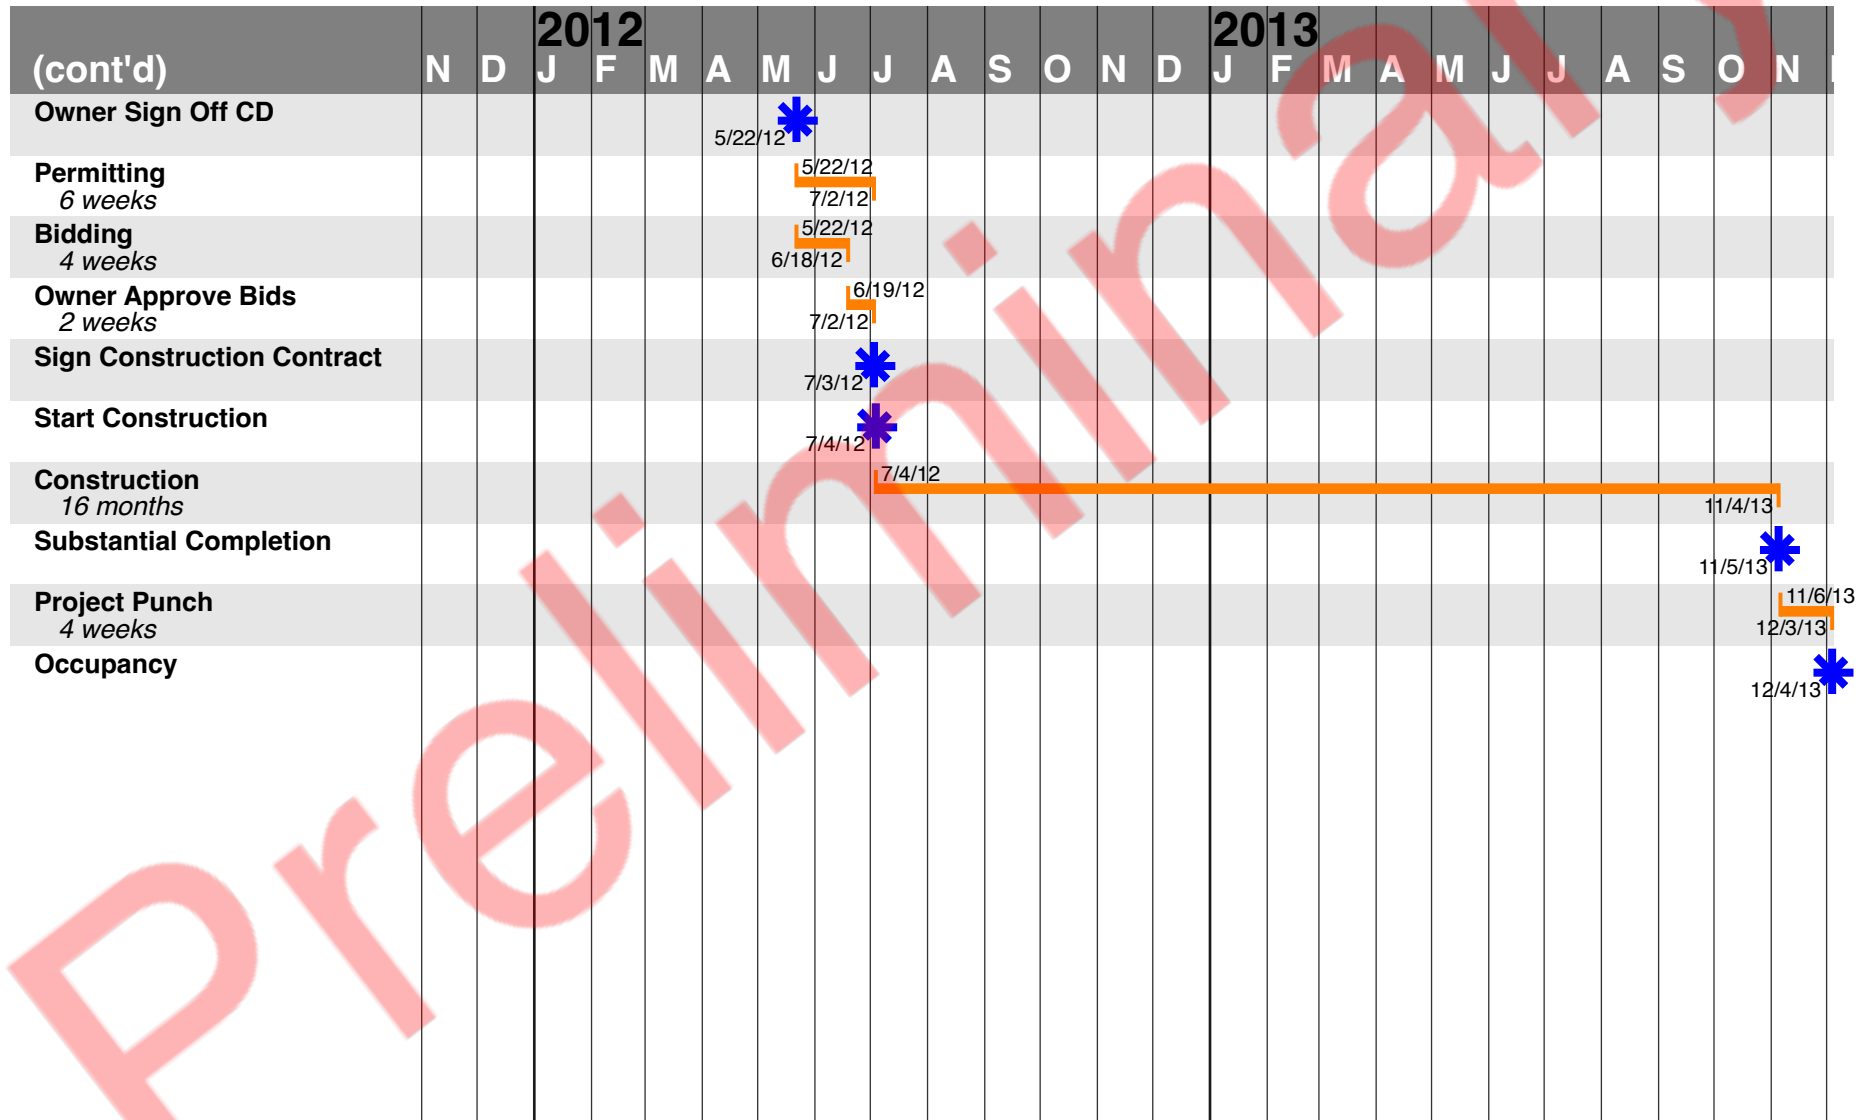 2012 2013
(cont'd) N D J F M A M J J A S O N D J F M A M J J A S O N
Owner Sign Off CD
5/22/12
Permitting 5/22/12
6 weeks 7/2/12
Bidding 5/22/12
4 weeks 6/18/12
Owner Approve Bids 6/19/12
2 weeks 7/2/12
Sign Construction Contract
7/3/12
Start Construction
7/4/12
Construction 7/4/12
16 months 11/4/13
Substantial Completion
11/5/13
Project Punch 11/6/13
4 weeks 12/3/13
Occupancy
12/4/13
Preliminary